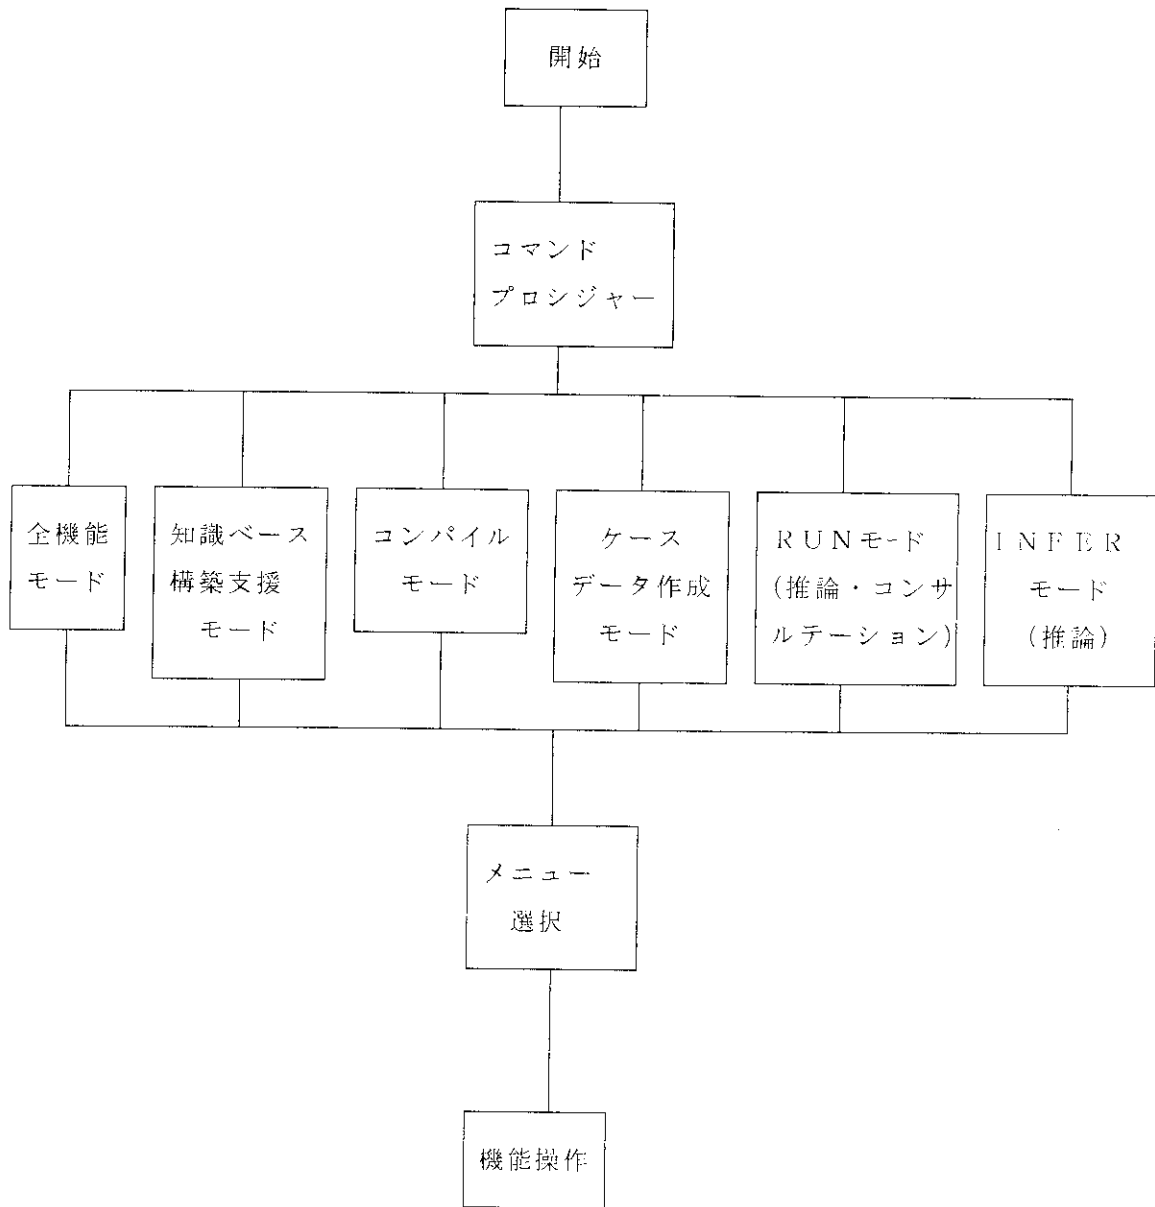 開始
コマンド
プロシジャー
全機能
モード
知識ベース
構築支援
モード
コンパイル
モード
ケース
データ作成
モード
RUNモード
(推論・コンサ
ルテーション)
INFER
モード
(推論)
メニュー
選択
機能操作